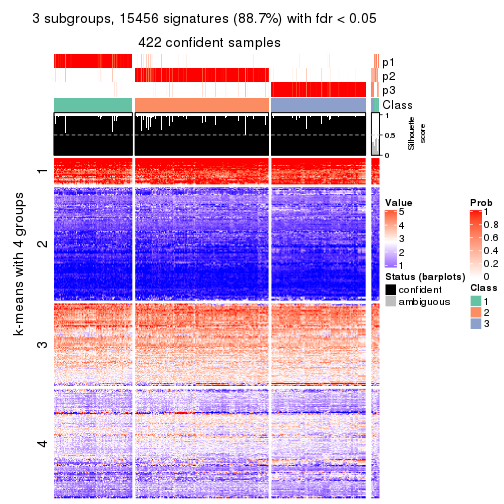 3 subgroups, 15456 signatures (88.7%) with fdr < 0.05
422 confident samples
p1
p2
p3
Class
1
0.5
0
Silhouette
score
k-means with 4 groups
1
2
3
4
Value
5
4
3
2
1
Status (barplots)
confident
ambiguous
Prob
1
0.8
0.6
0.4
0.2
0
Class
1
2
3